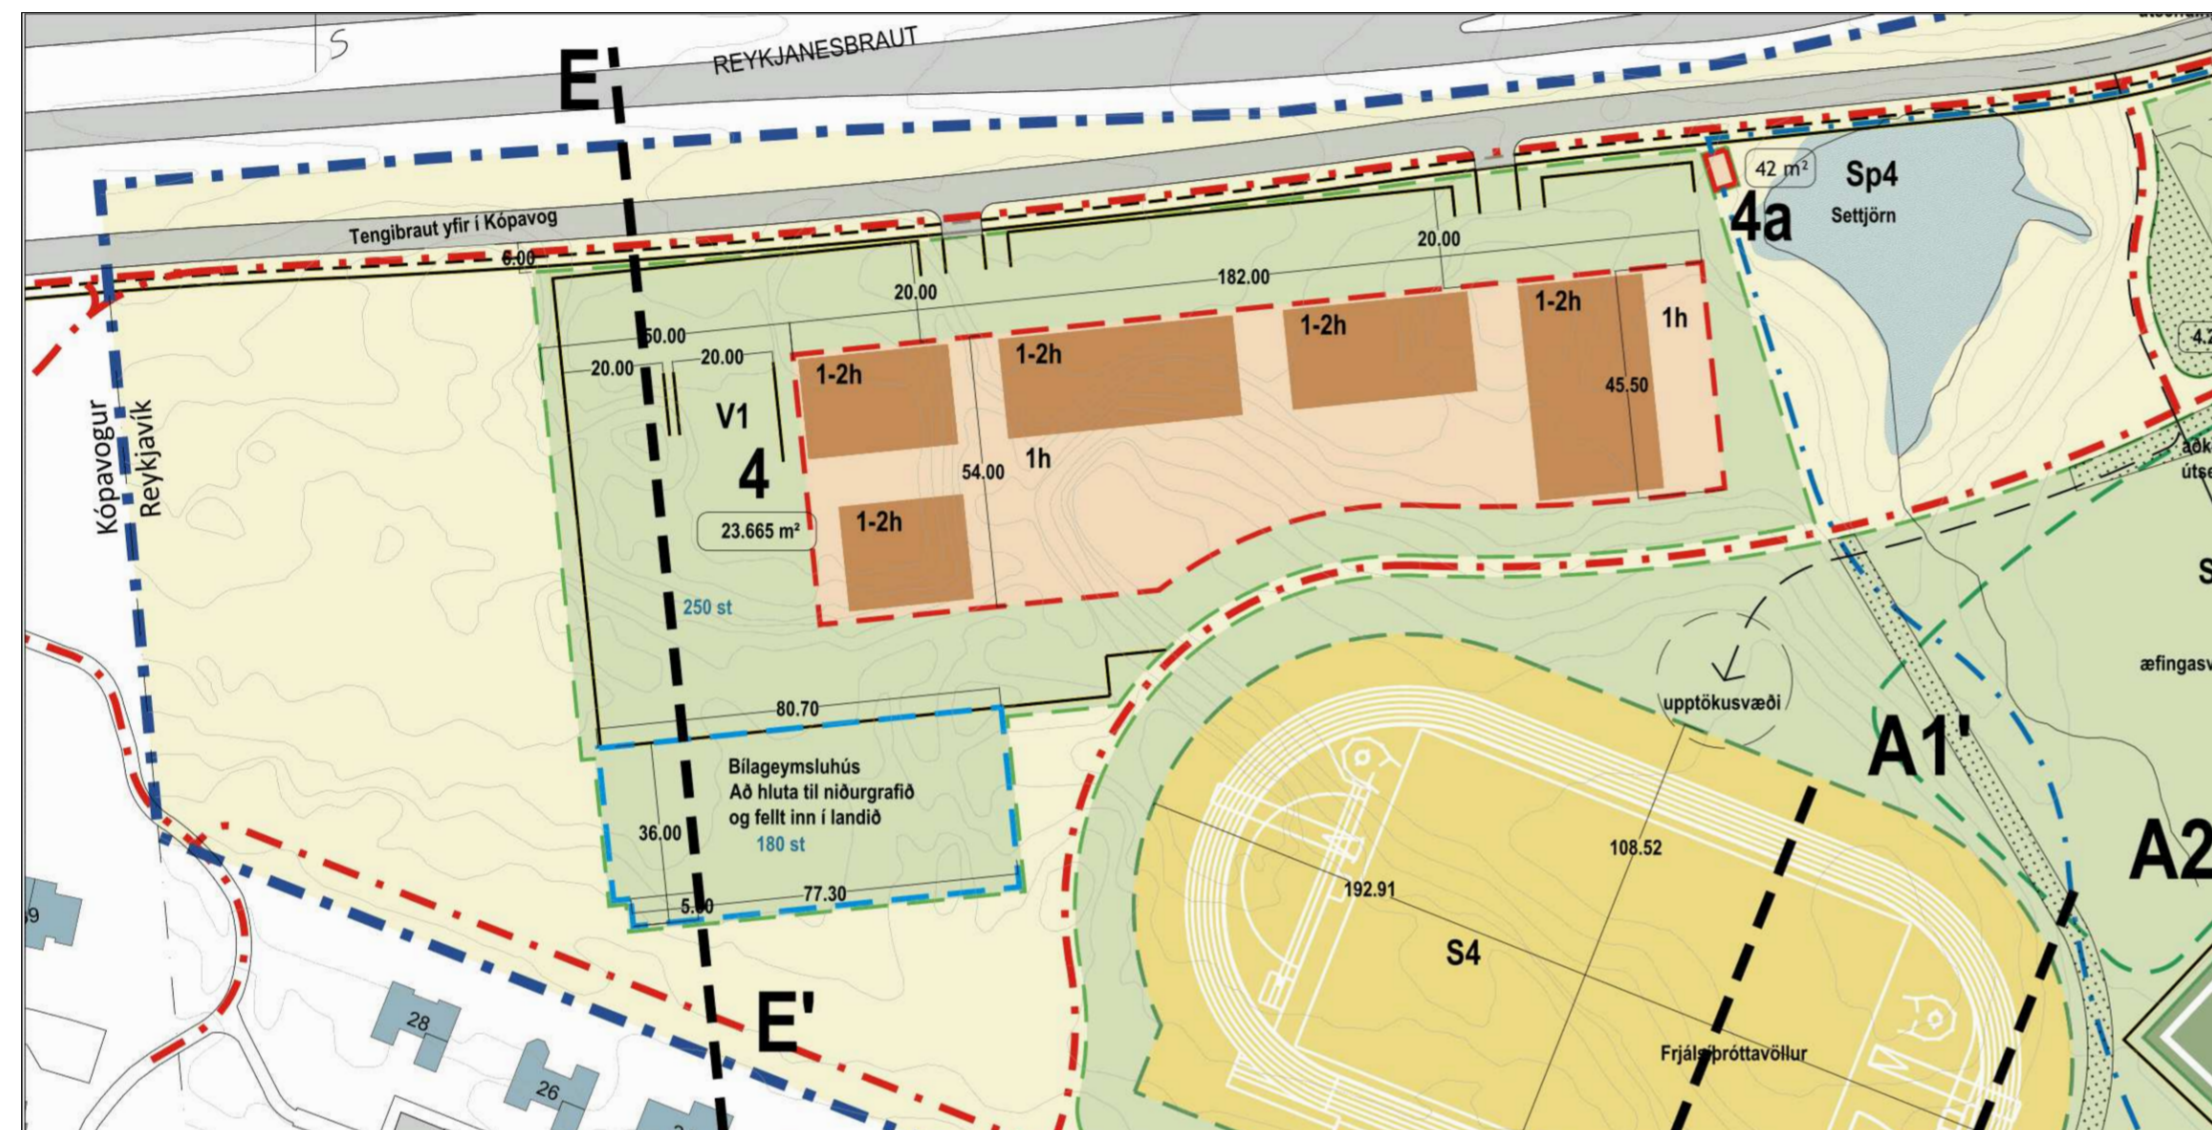 E'
REYKJANESBRAUT
Tengibraut yfir í Kópavog
6.00
Kópavogur
Reykjavík
42 m²
Sp4
Settjörn
4a
20.00
182.00
20.00
50.00
20.00
20.00
1-2h
1-2h
1-2h
1-2h
1h
45.50
V1
4
54.00
1h
23.665 m²
1-2h
250 st
80.70
Bílageymsluhús
Að hluta til niðurgrafið
og fellt inn í landið
180 st
36.00
77.30
upptökusvæði
A1'
A2
108.52
192.91
S4
Frjálsíþróttavöllur
E'
28
26